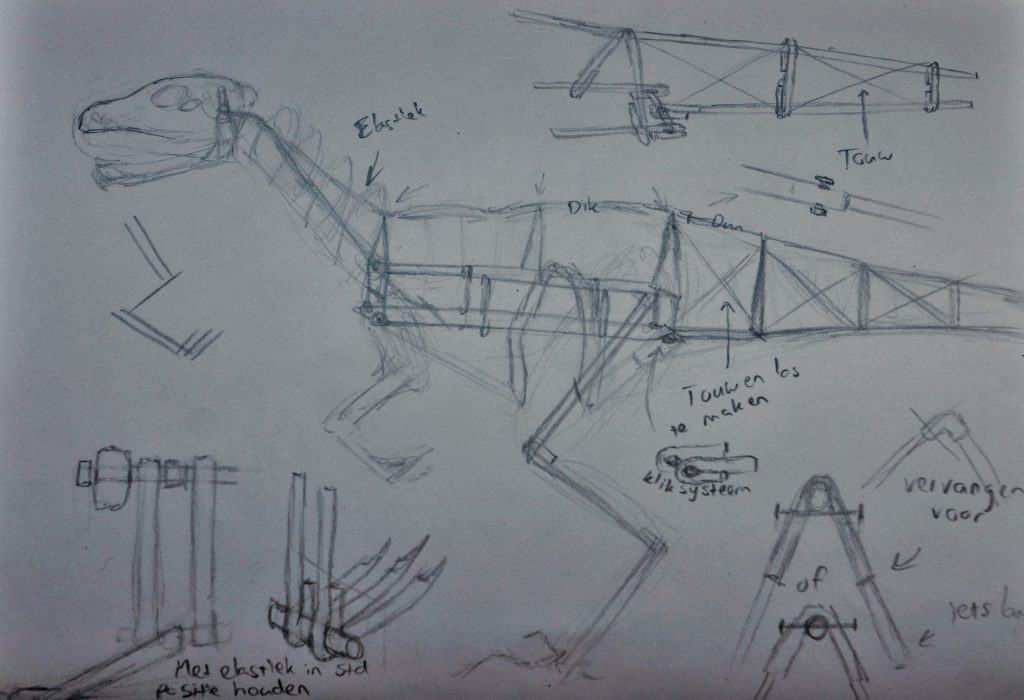 Elastiek
Touw
Dik
Dun
Touwen los
te maken
kliksysteem
vervangen
voor
of
iets
Met elastiek in std
positie houden